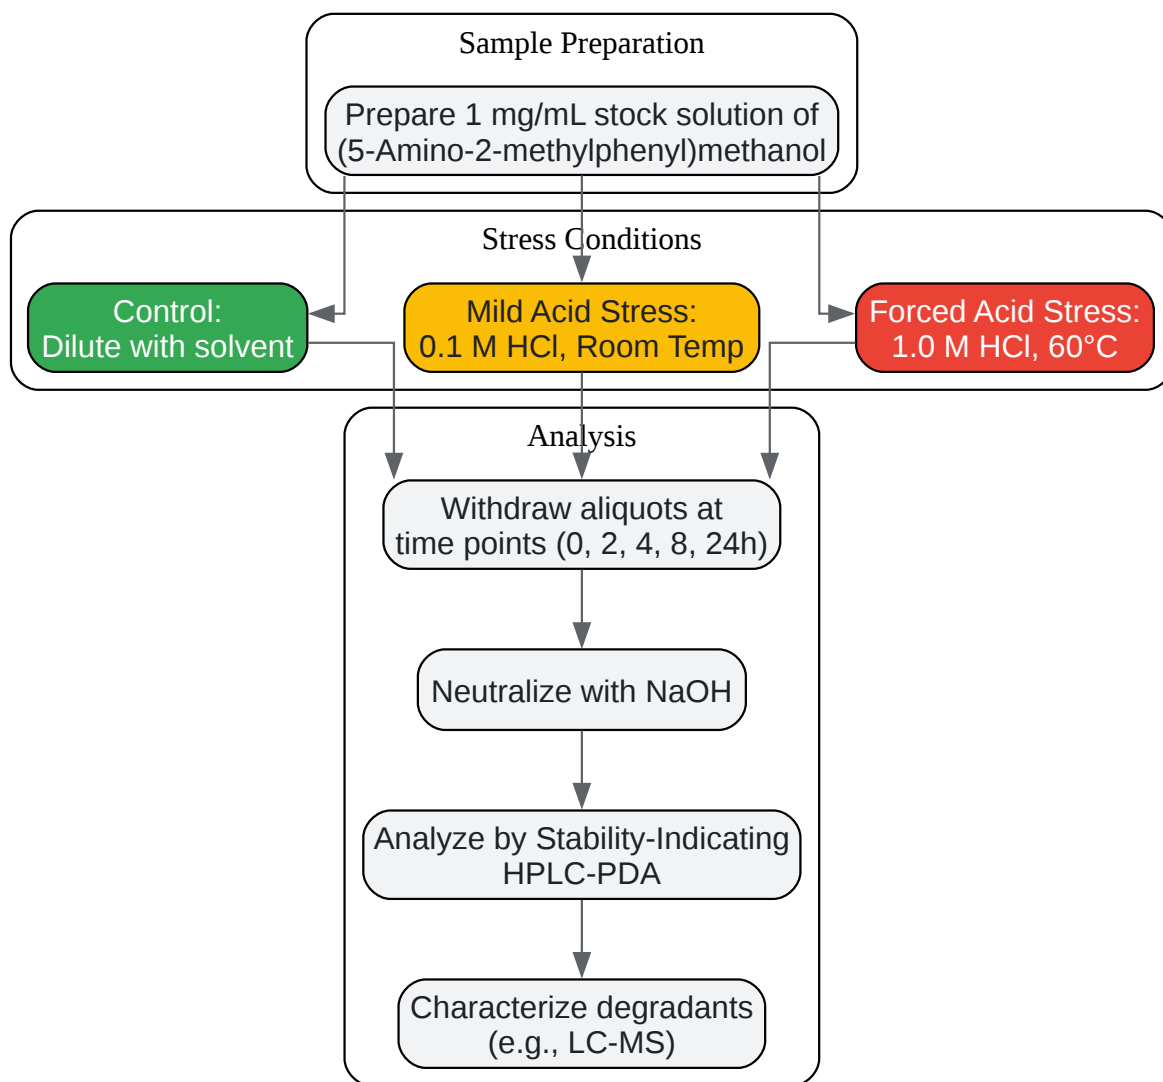 Sample Preparation
Prepare 1 mg/mL stock solution of
(5-Amino-2-methylphenyl)methanol
Stress Conditions
Control:
Dilute with solvent
Mild Acid Stress:
0.1 M HCl, Room Temp
Forced Acid Stress:
1.0 M HCl, 60°C
Analysis
Withdraw aliquots at
time points (0, 2, 4, 8, 24h)
Neutralize with NaOH
Analyze by Stability-Indicating
HPLC-PDA
Characterize degradants
(e.g., LC-MS)